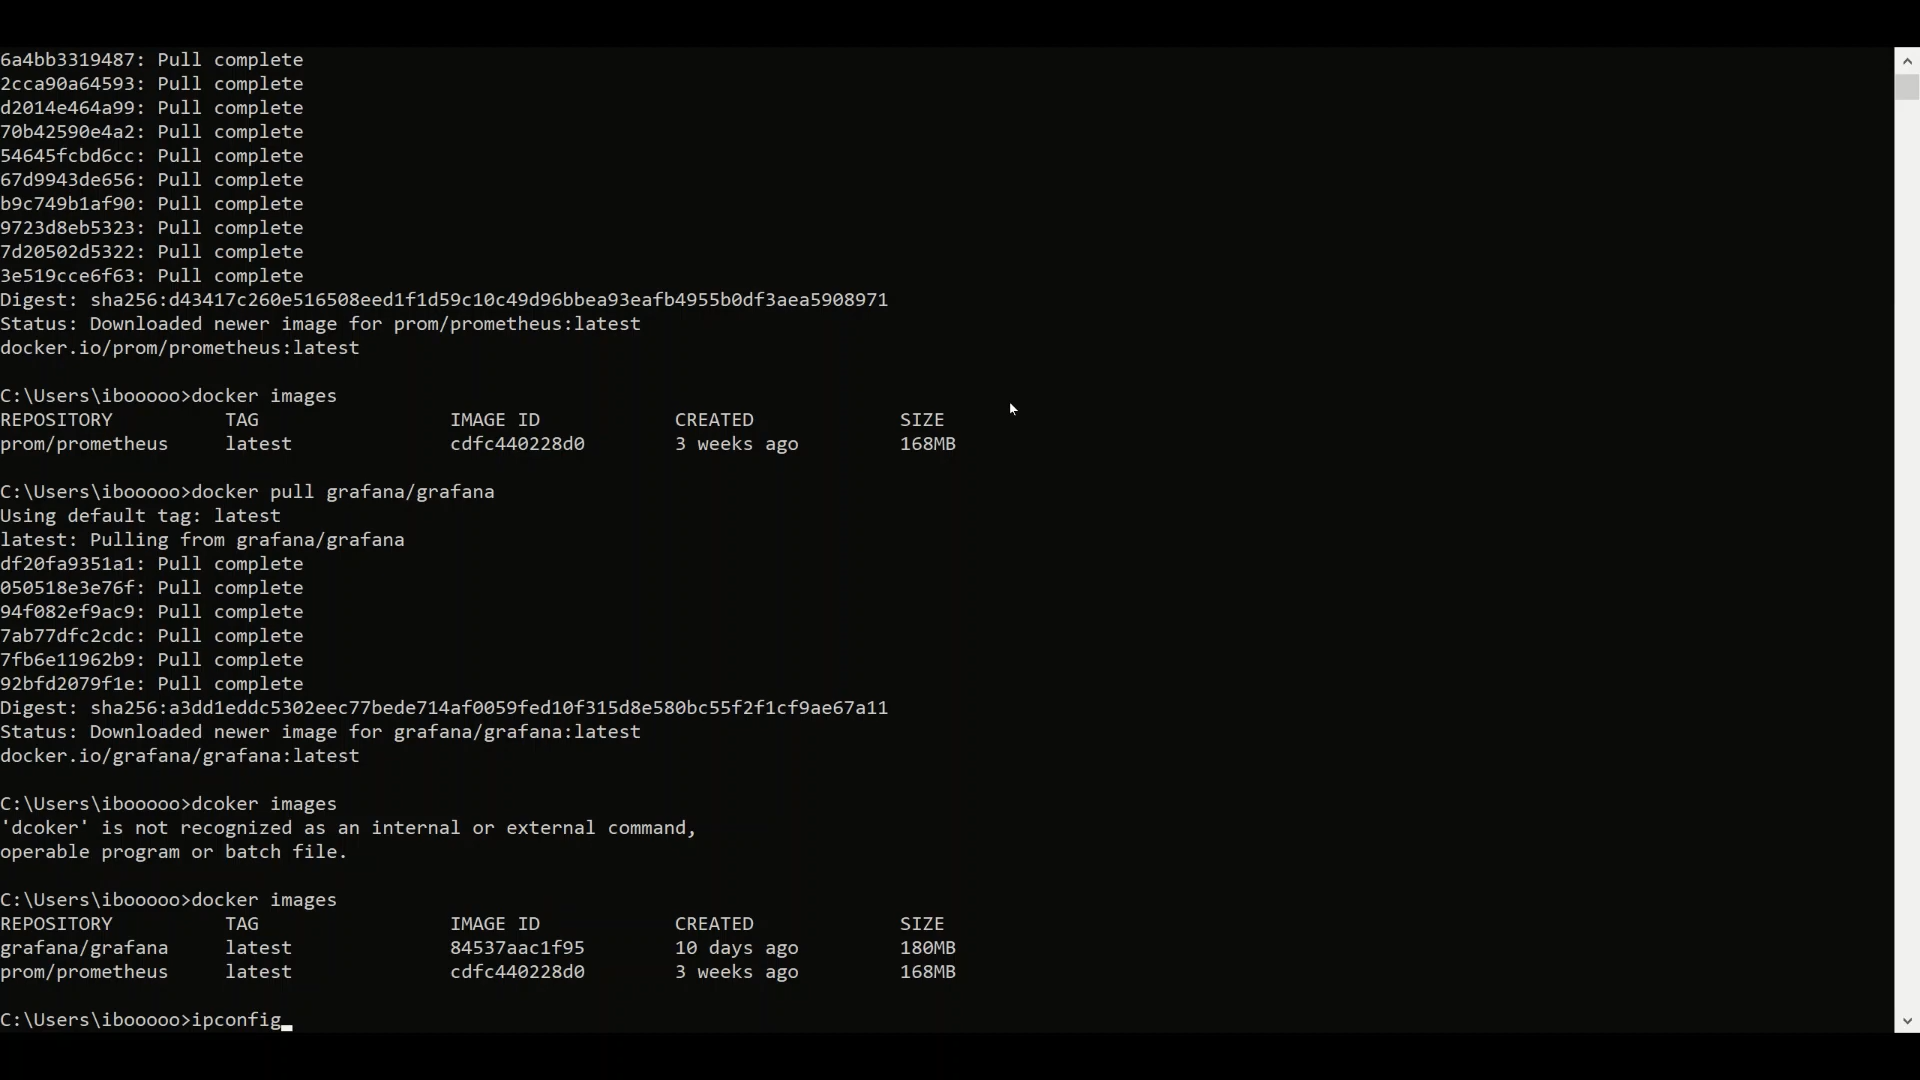 6a4bb3319487: Pull complete
2cca90a64593: Pull complete
d2014e464a99: Pull complete
70b42590e4a2: Pull complete
54645fcbd6cc: Pull complete
67d9943de656: Pull complete
b9c749b1af90: Pull complete
9723d8eb5323: Pull complete
7d20502d5322: Pull complete
3e519cce6f63: Pull complete
Digest: sha256:d43417c260e516508eed1f1d59c10c49d96bbea93eafb4955b0df3aea5908971
Status: Downloaded newer image for prom/prometheus:latest
docker.io/prom/prometheus:latest
C:\Users\ibooooo>docker images
REPOSITORY TAG IMAGE ID CREATED SIZE
prom/prometheus latest cdfc440228d0 3 weeks ago 168MB
C:\Users\ibooooo>docker pull grafana/grafana
Using default tag: latest
latest: Pulling from grafana/grafana
df20fa9351a1: Pull complete
050518e3e76f: Pull complete
94f082ef9ac9: Pull complete
7ab77dfc2cdc: Pull complete
7fb6e11962b9: Pull complete
92bfd2079f1e: Pull complete
Digest: sha256:a3dd1eddc5302eec77bede714af0059fed10f315d8e580bc55f2f1cf9ae67a11
Status: Downloaded newer image for grafana/grafana:latest
docker.io/grafana/grafana:latest
C:\Users\ibooooo>dcoker images
'dcoker' is not recognized as an internal or external command,
operable program or batch file.
C:\Users\ibooooo>docker images
REPOSITORY TAG IMAGE ID CREATED SIZE
grafana/grafana latest 84537aac1f95 10 days ago 180MB
prom/prometheus latest cdfc440228d0 3 weeks ago 168MB
C:\Users\ibooooo>ipconfig